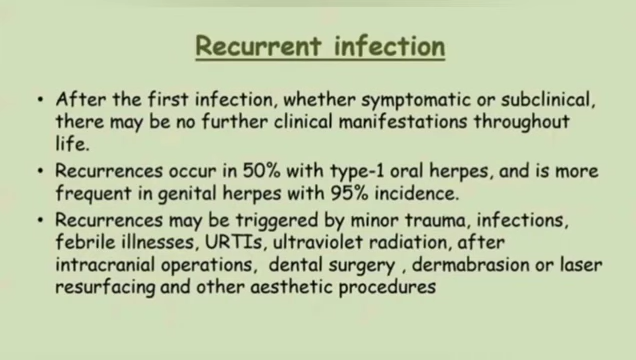 Recurrent infection
• After the first infection, whether symptomatic or subclinical,
there may be no further clinical manifestations throughout
life.
• Recurrences occur in 50% with type-1 oral herpes, and is more
frequent in genital herpes with 95% incidence.
• Recurrences may be triggered by minor trauma, infections,
febrile illnesses, URTIs, ultraviolet radiation, after
intracranial operations,  dental surgery , dermabrasion or laser
resurfacing and other aesthetic procedures